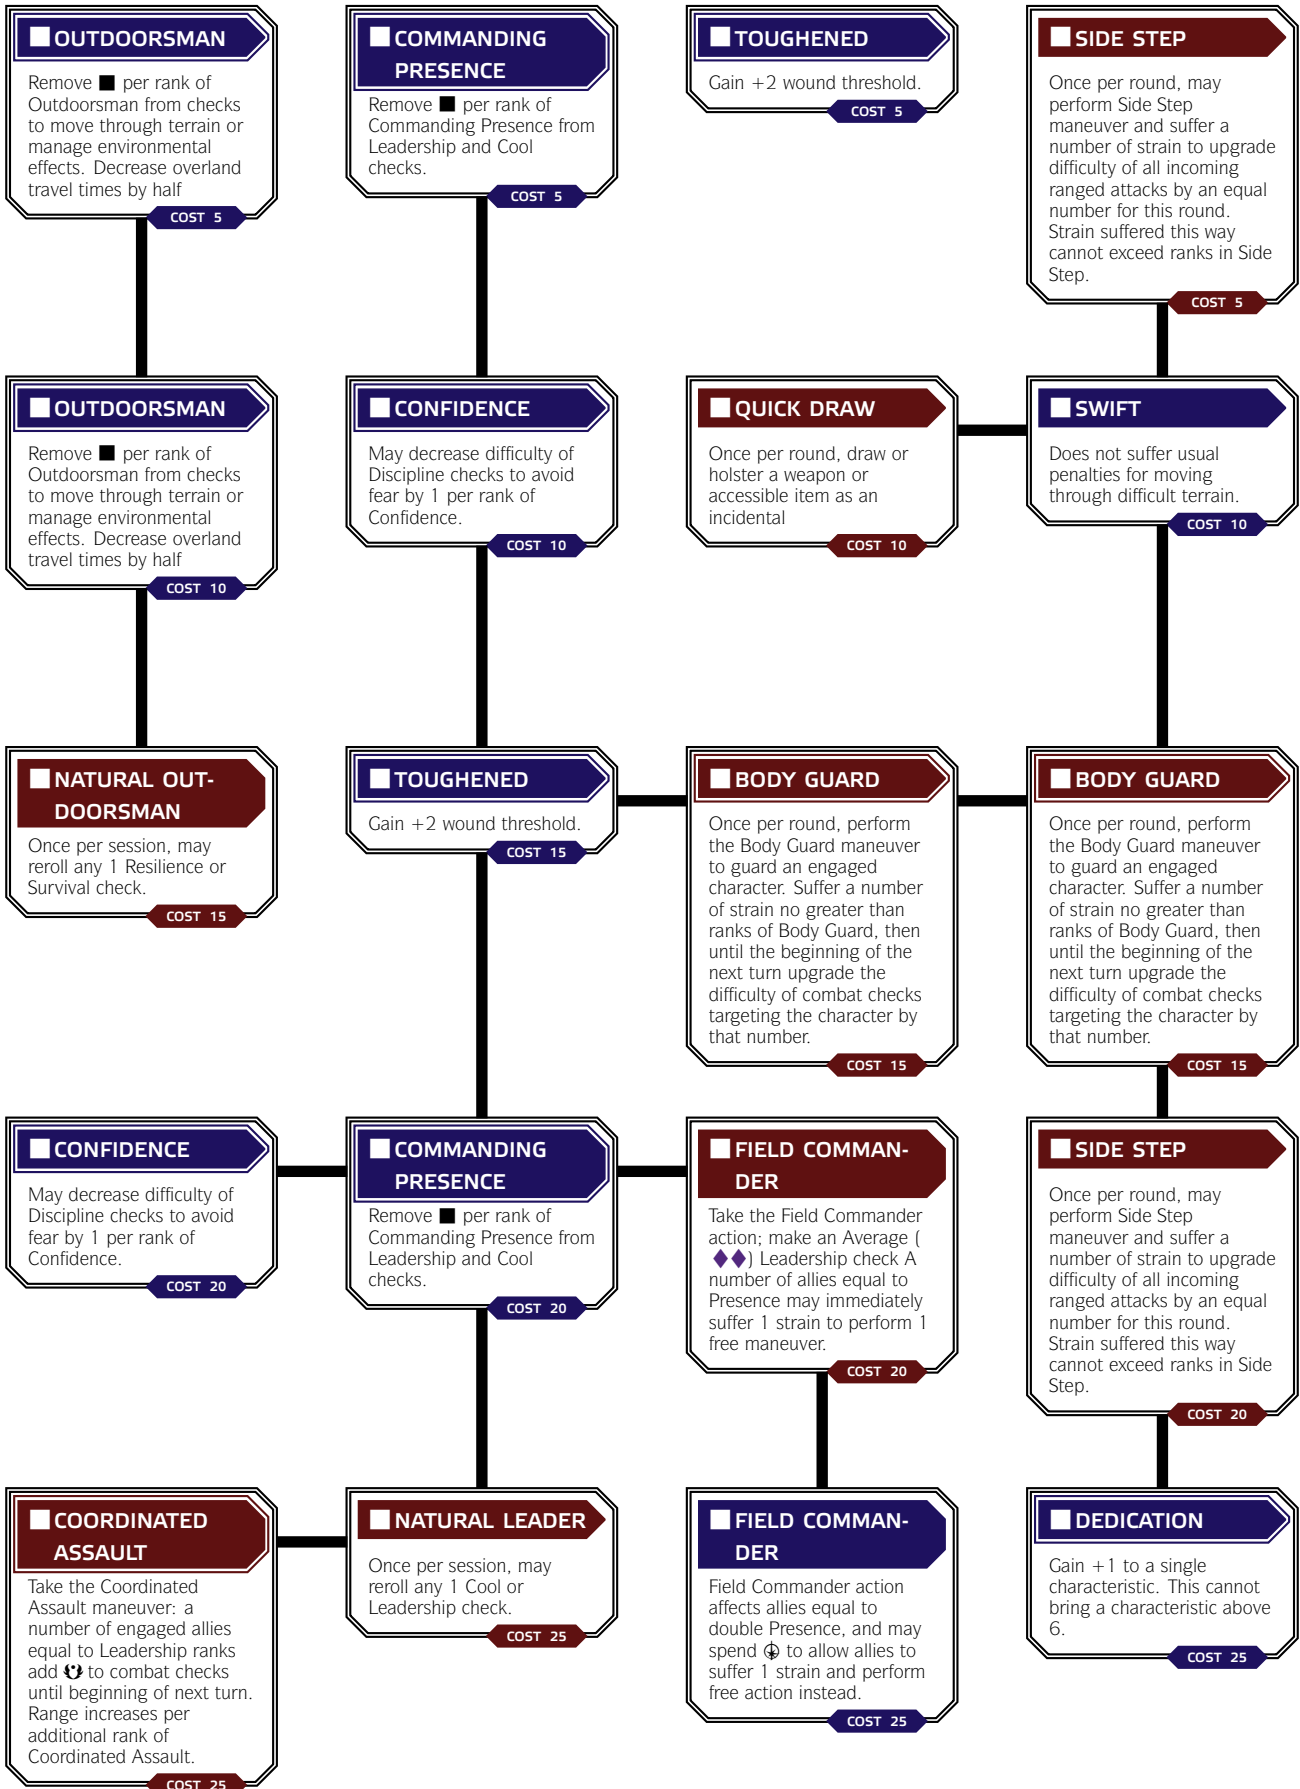 OUTDOORSMAN
Remove ■ per rank of
Outdoorsman from checks
to move through terrain or
manage environmental
effects. Decrease overland
travel times by half
COST 5
COMMANDING
PRESENCE
Remove ■ per rank of
Commanding Presence from
Leadership and Cool
checks.
COST 5
TOUGHENED
Gain +2 wound threshold.
COST 5
SIDE STEP
Once per round, may
perform Side Step
maneuver and suffer a
number of strain to upgrade
difficulty of all incoming
ranged attacks by an equal
number for this round.
Strain suffered this way
cannot exceed ranks in Side
Step.
COST 5
OUTDOORSMAN
Remove ■ per rank of
Outdoorsman from checks
to move through terrain or
manage environmental
effects. Decrease overland
travel times by half
COST 10
CONFIDENCE
May decrease difficulty of
Discipline checks to avoid
fear by 1 per rank of
Confidence.
COST 10
QUICK DRAW
Once per round, draw or
holster a weapon or
accessible item as an
incidental
COST 10
SWIFT
Does not suffer usual
penalties for moving
through difficult terrain.
COST 10
NATURAL OUT-
DOORSMAN
Once per session, may
reroll any 1 Resilience or
Survival check.
COST 15
TOUGHENED
Gain +2 wound threshold.
COST 15
BODY GUARD
Once per round, perform
the Body Guard maneuver
to guard an engaged
character. Suffer a number
of strain no greater than
ranks of Body Guard, then
until the beginning of the
next turn upgrade the
difficulty of combat checks
targeting the character by
that number.
COST 15
BODY GUARD
Once per round, perform
the Body Guard maneuver
to guard an engaged
character. Suffer a number
of strain no greater than
ranks of Body Guard, then
until the beginning of the
next turn upgrade the
difficulty of combat checks
targeting the character by
that number.
COST 15
CONFIDENCE
May decrease difficulty of
Discipline checks to avoid
fear by 1 per rank of
Confidence.
COST 20
COMMANDING
PRESENCE
Remove ■ per rank of
Commanding Presence from
Leadership and Cool
checks.
COST 20
FIELD COMMAN-
DER
Take the Field Commander
action; make an Average (
◆◆) Leadership check A
number of allies equal to
Presence may immediately
suffer 1 strain to perform 1
free maneuver.
COST 20
SIDE STEP
Once per round, may
perform Side Step
maneuver and suffer a
number of strain to upgrade
difficulty of all incoming
ranged attacks by an equal
number for this round.
Strain suffered this way
cannot exceed ranks in Side
Step.
COST 20
COORDINATED
ASSAULT
Take the Coordinated
Assault maneuver: a
number of engaged allies
equal to Leadership ranks
add to combat checks
until beginning of next turn.
Range increases per
additional rank of
Coordinated Assault.
COST 25
NATURAL LEADER
Once per session, may
reroll any 1 Cool or
Leadership check.
COST 25
FIELD COMMAN-
DER
Field Commander action
affects allies equal to
double Presence, and may
spend to allow allies to
suffer 1 strain and perform
free action instead.
COST 25
DEDICATION
Gain +1 to a single
characteristic. This cannot
bring a characteristic above
6.
COST 25